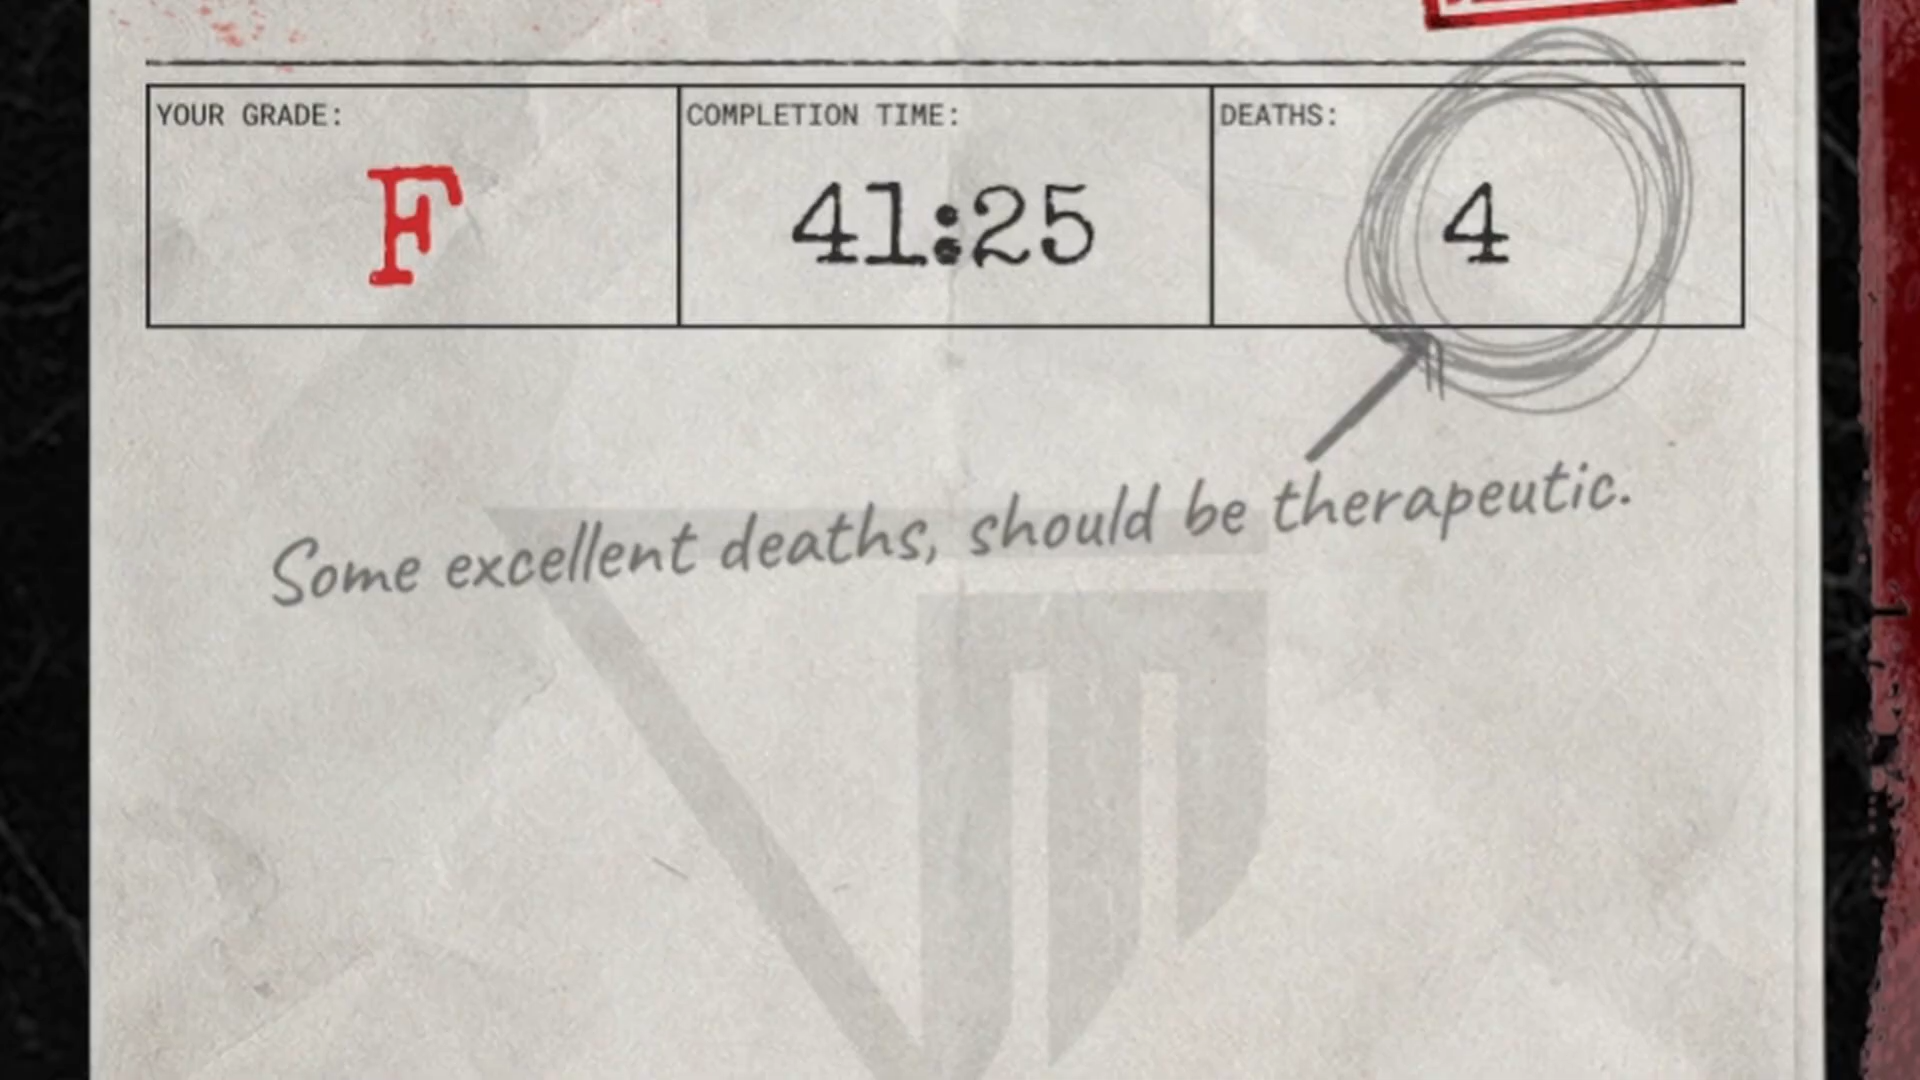 YOUR GRADE:
F
COMPLETION TIME:
41:25
DEATHS:
4
Some excellent deaths, should be therapeutic.